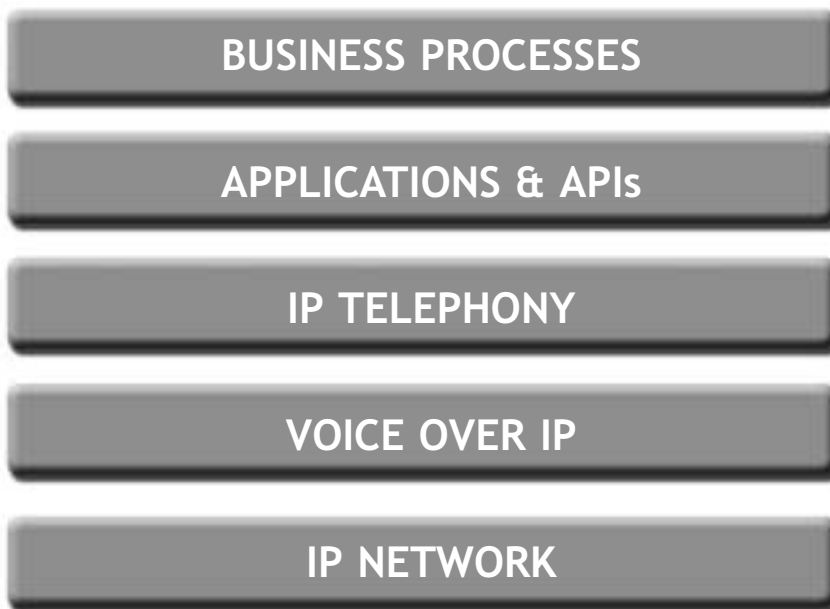 BUSINESS PROCESSES
APPLICATIONS & APIs
IP TELEPHONY
VOICE OVER IP
IP NETWORK